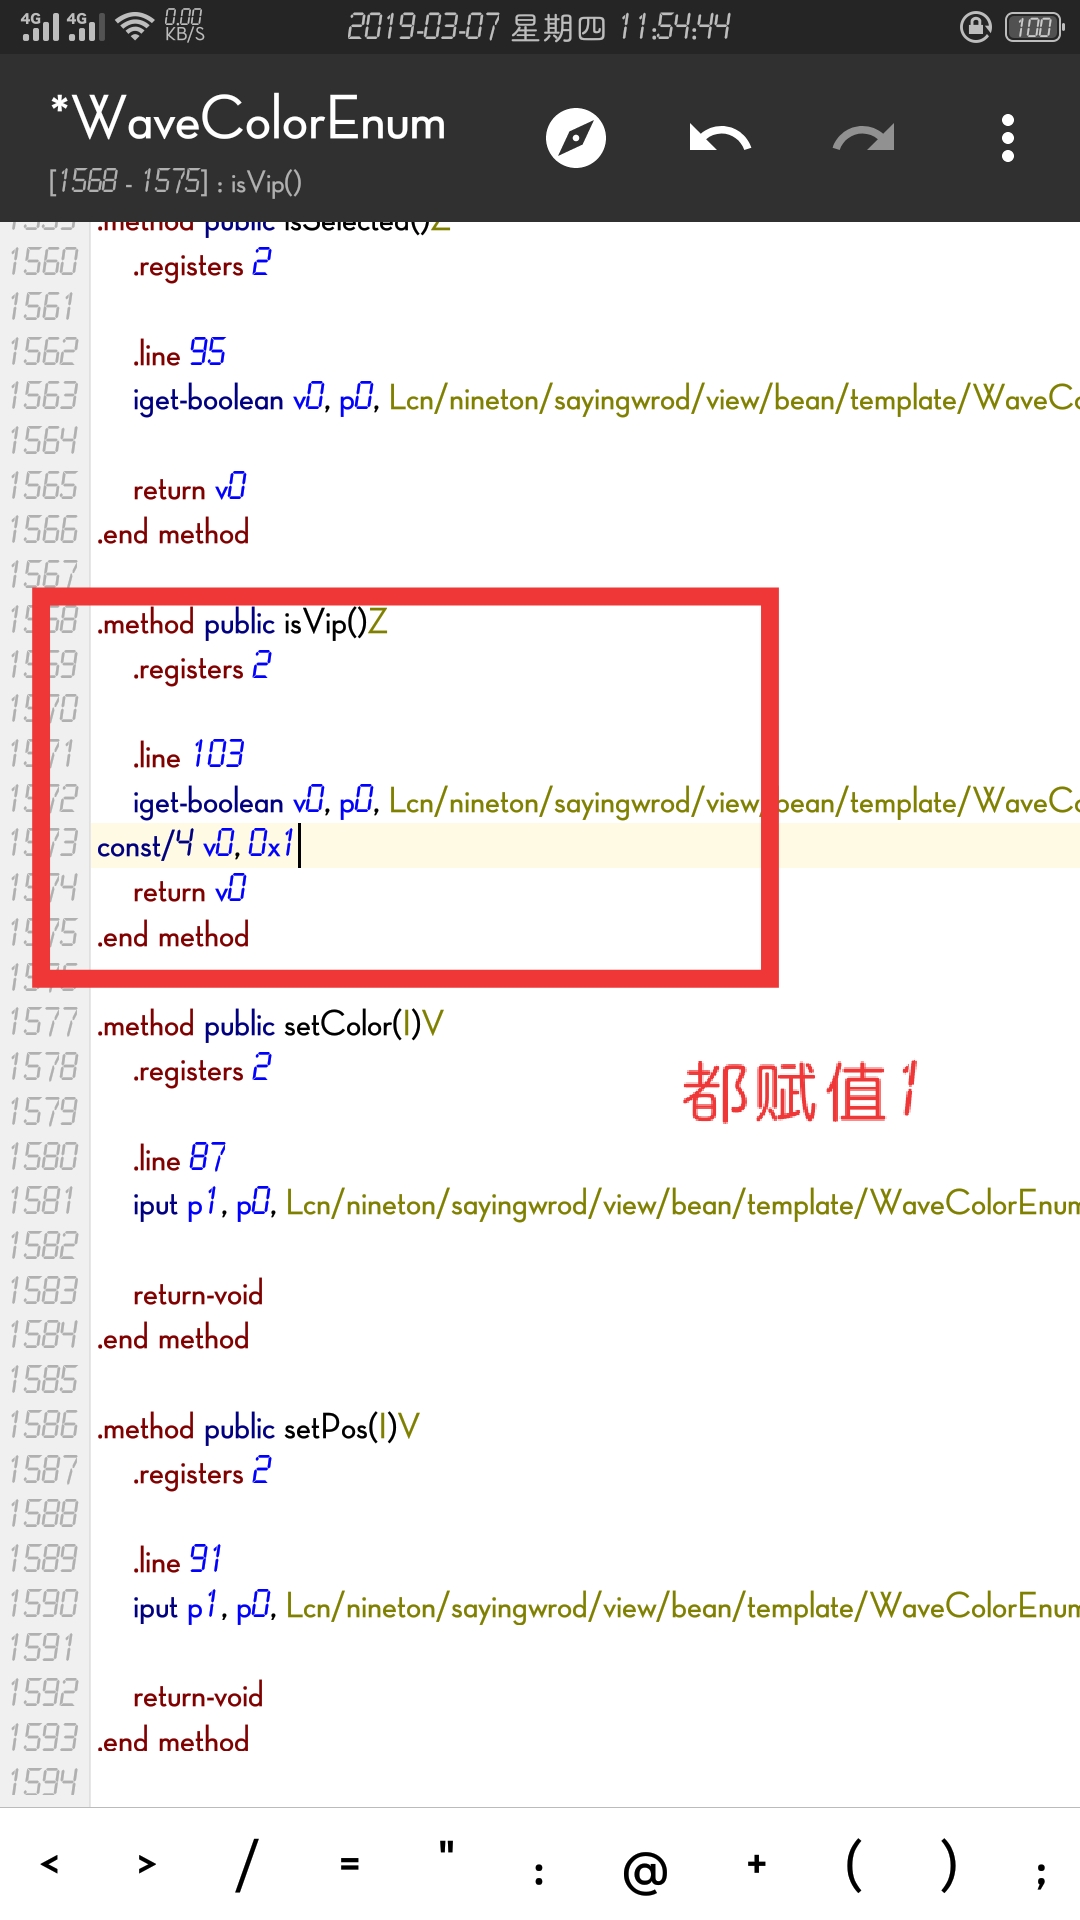 4G 4G 0.00 KB/S 2019-03-07 星期四 11:54:44 100
*WaveColorEnum
[1568 - 1575] : isVip()
1559 .method public isSelected()Z
1560 .registers 2
1561
1562 .line 95
1563 iget-boolean v0, p0, Lcn/nineton/sayingwrod/view/bean/template/WaveCo
1564
1565 return v0
1566 .end method
1567
1568 .method public isVip()Z
1569 .registers 2
1570
1571 .line 103
1572 iget-boolean v0, p0, Lcn/nineton/sayingwrod/view/bean/template/WaveCo
1573 const/4 v0, 0x1
1574 return v0
1575 .end method
1576
1577 .method public setColor(I)V
1578 .registers 2
都赋值1
1579
1580 .line 87
1581 iput p1, p0, Lcn/nineton/sayingwrod/view/bean/template/WaveColorEnum
1582
1583 return-void
1584 .end method
1585
1586 .method public setPos(I)V
1587 .registers 2
1588
1589 .line 91
1590 iput p1, p0, Lcn/nineton/sayingwrod/view/bean/template/WaveColorEnum
1591
1592 return-void
1593 .end method
1594
< > / = " : @ + ( ) ;